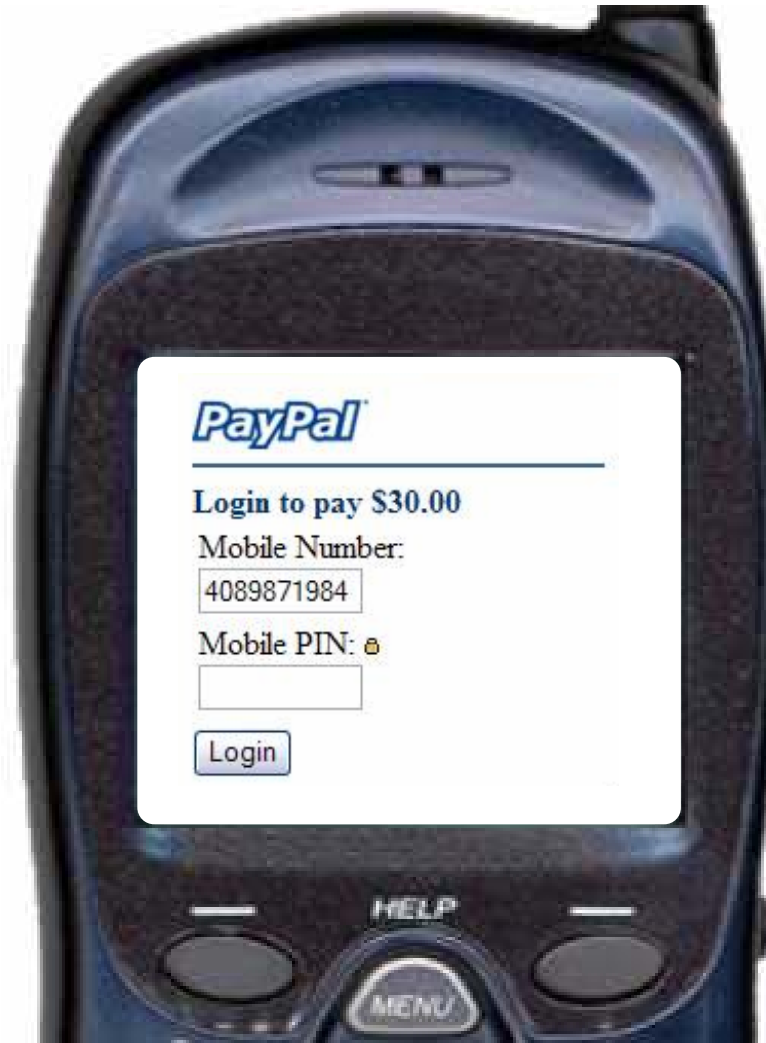 PayPal
Login to pay $30.00
Mobile Number:
4089871984
Mobile PIN:
Login
HELP
MENU